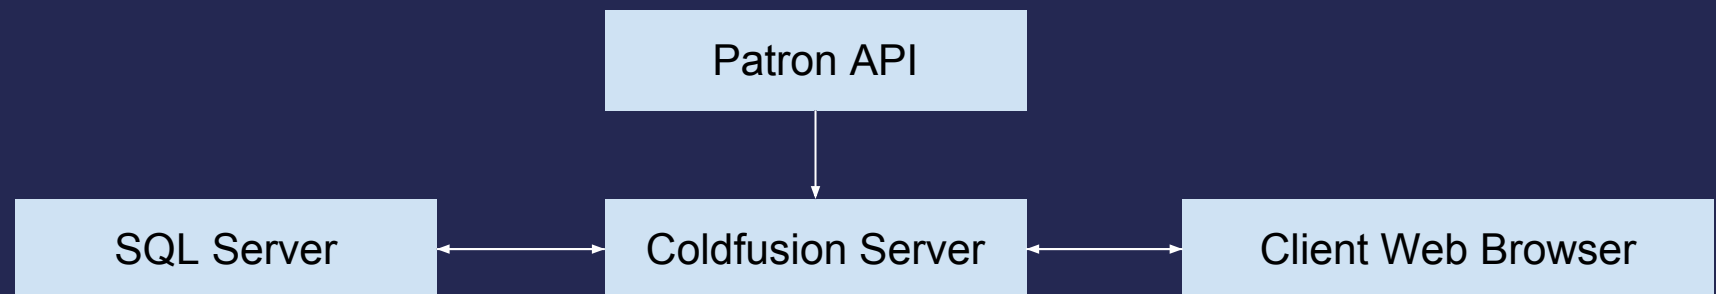 Patron API
SQL Server
Coldfusion Server
Client Web Browser